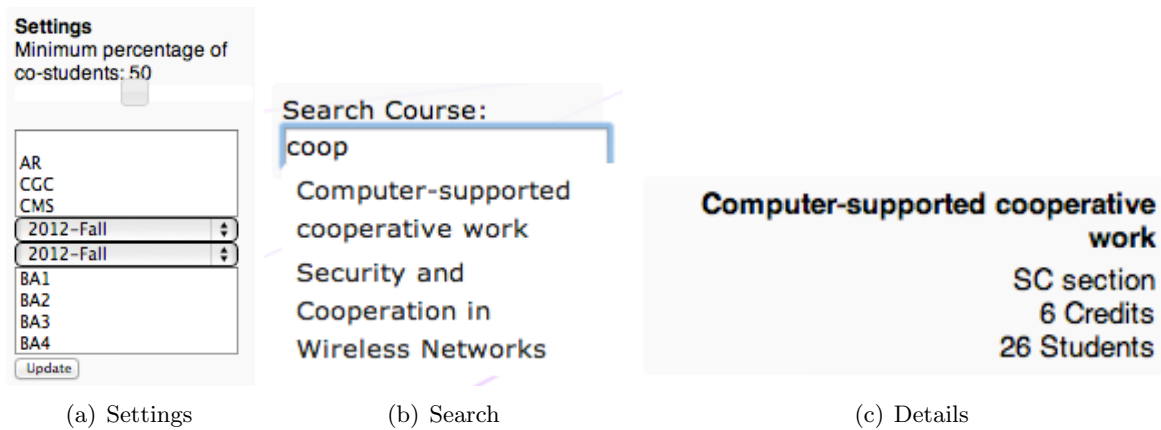 Settings
Minimum percentage of
co-students: 50
AR
CGC
CMS
2012-Fall
2012-Fall
BA1
BA2
BA3
BA4
Update
(a) Settings
Search Course:
coop
Computer-supported
cooperative work
Security and
Cooperation in
Wireless Networks
(b) Search
Computer-supported cooperative
work
SC section
6 Credits
26 Students
(c) Details